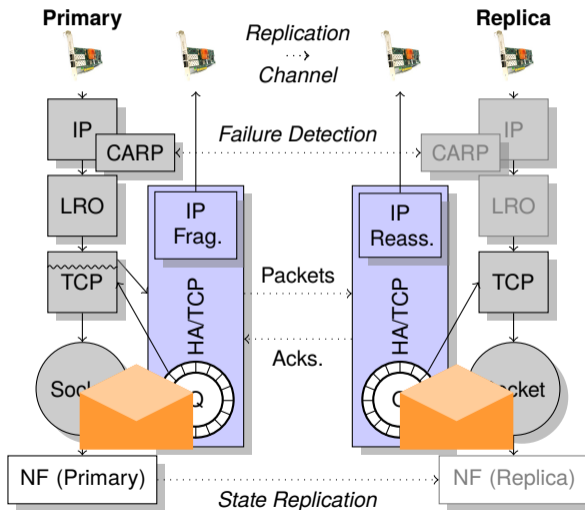 Primary
Replication
Channel
Replica
IP
CARP
Failure Detection
CARP
IP
LRO
IP
Frag.
IP
Reass.
LRO
TCP
HA/TCP
Packets
HA/TCP
TCP
Acks.
Q
NF (Primary)
State Replication
NF (Replica)